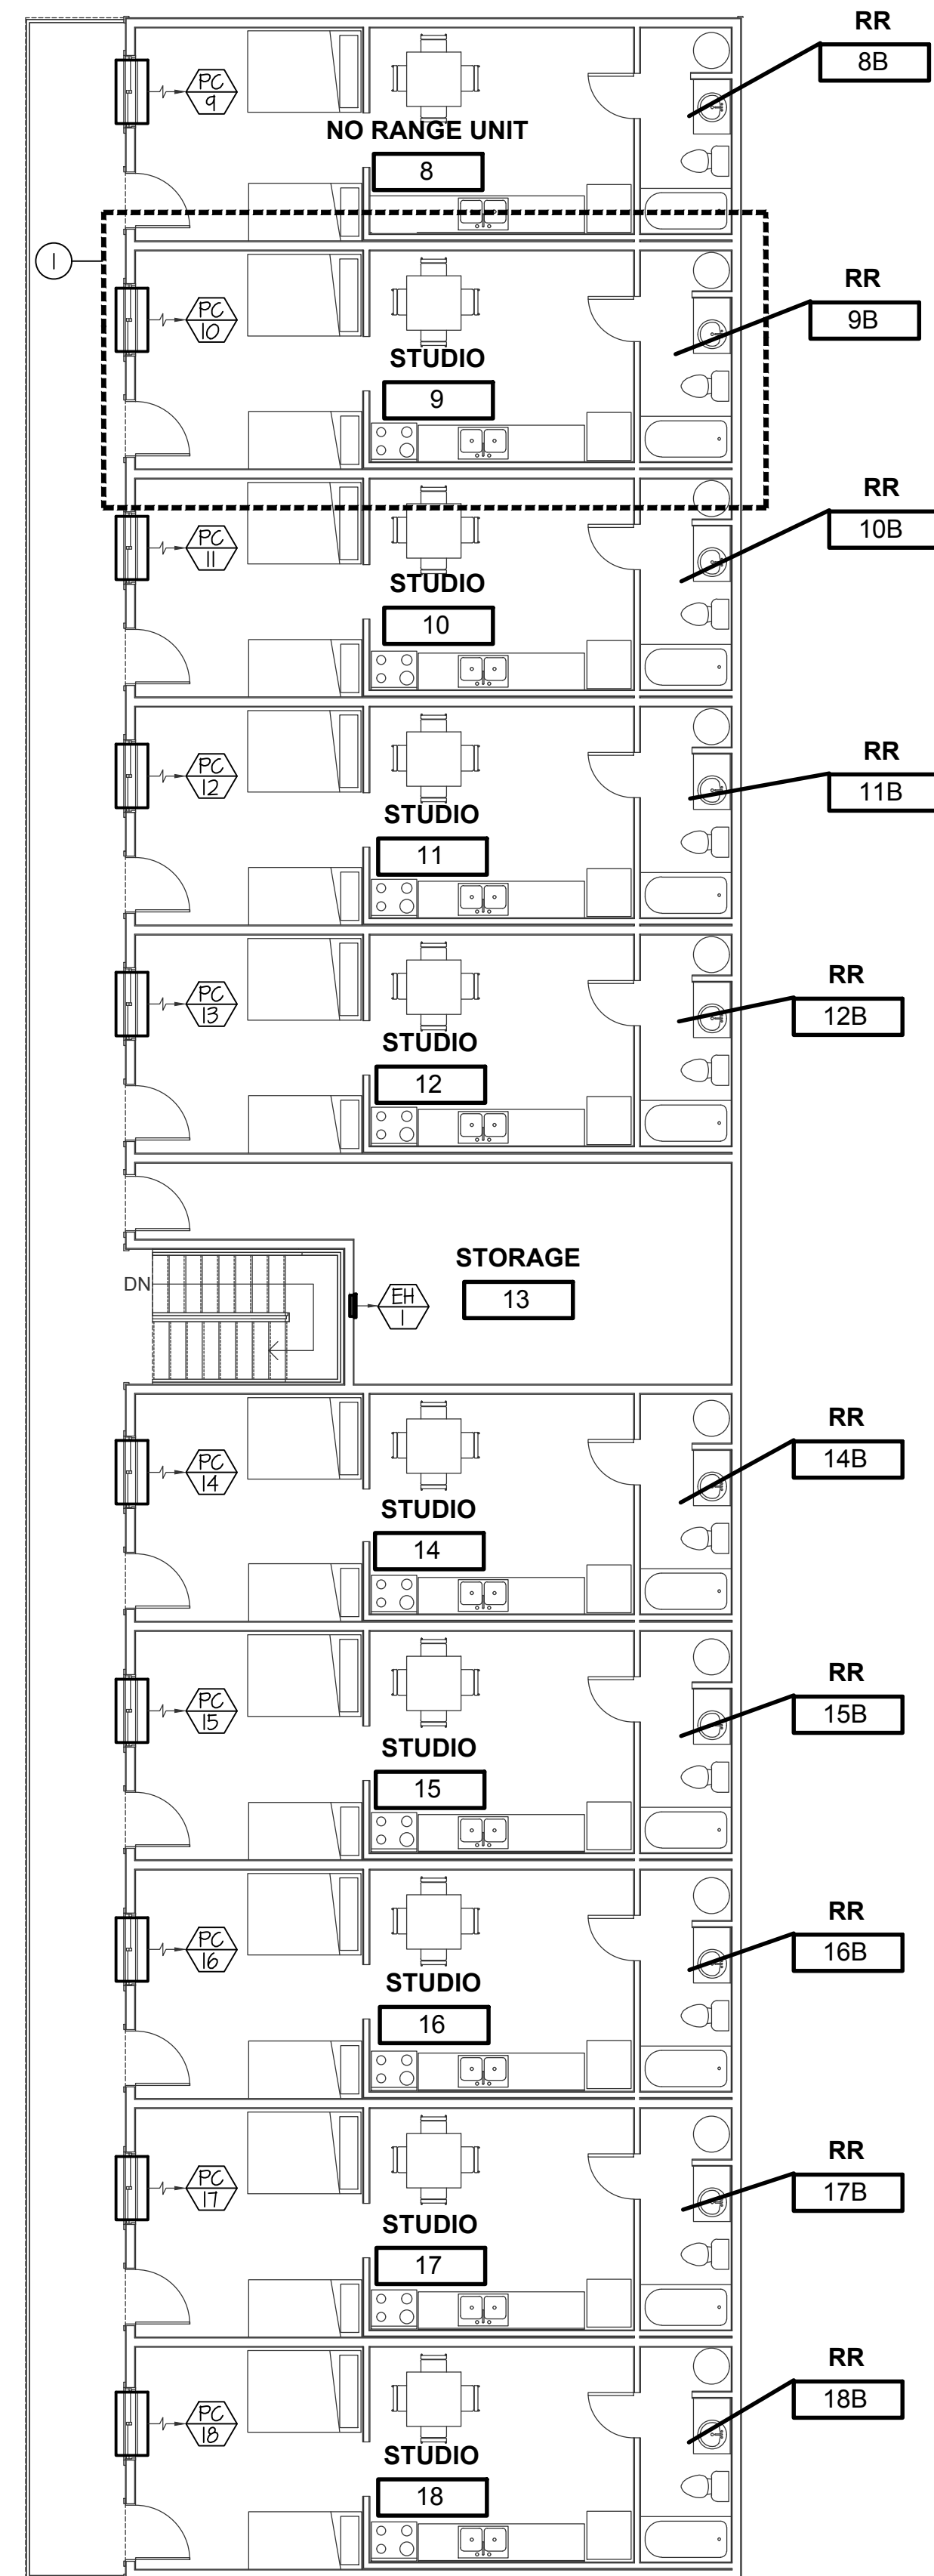 RR
8B
PC
9
NO RANGE UNIT
8
I
RR
9B
PC
10
STUDIO
9
RR
10B
PC
11
STUDIO
10
RR
11B
PC
12
STUDIO
11
RR
12B
PC
13
STUDIO
12
STORAGE
13
DN
EH
1
RR
14B
PC
14
STUDIO
14
RR
15B
PC
15
STUDIO
15
RR
16B
PC
16
STUDIO
16
RR
17B
PC
17
STUDIO
17
RR
18B
PC
18
STUDIO
18